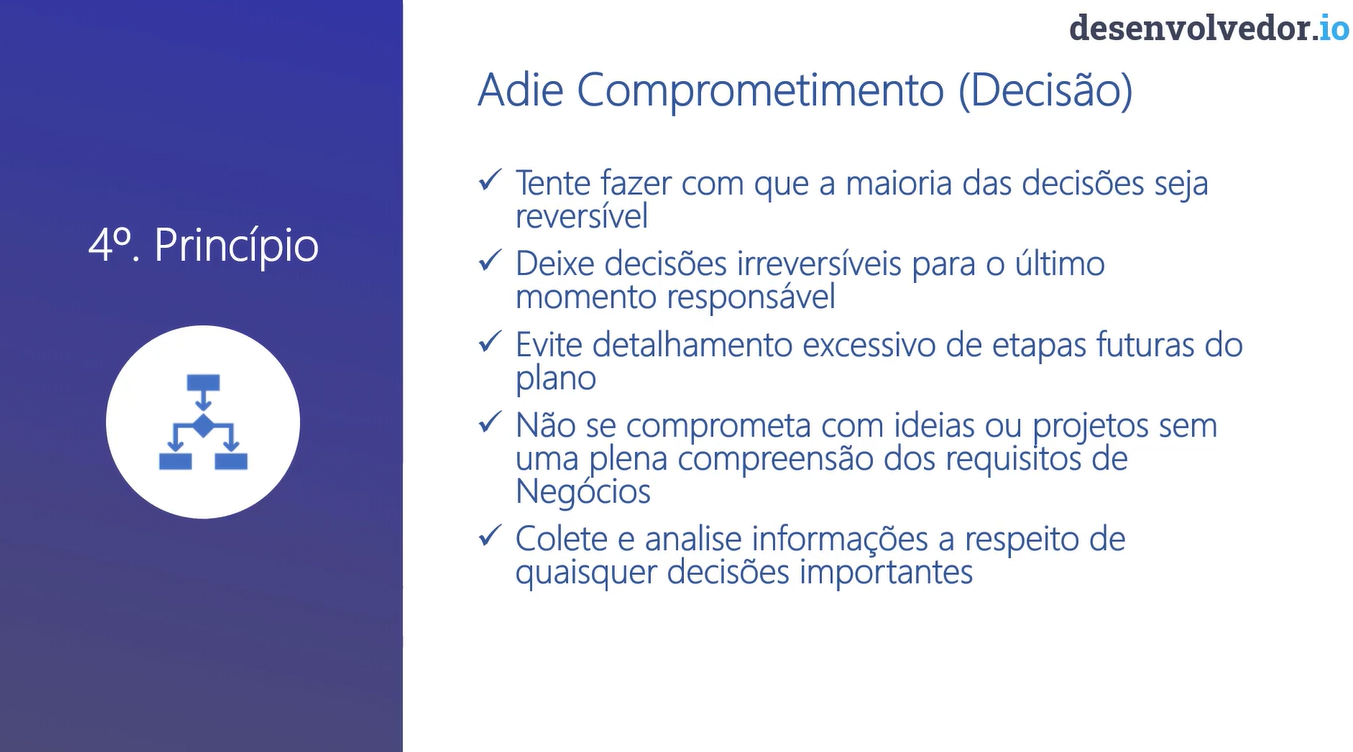 desenvolvedor.io
Adie Comprometimento (Decisão)
4º. Princípio
✓ Tente fazer com que a maioria das decisões seja
reversível
✓ Deixe decisões irreversíveis para o último
momento responsável
✓ Evite detalhamento excessivo de etapas futuras do
plano
✓ Não se comprometa com ideias ou projetos sem
uma plena compreensão dos requisitos de
Negócios
✓ Colete e analise informações a respeito de
quaisquer decisões importantes